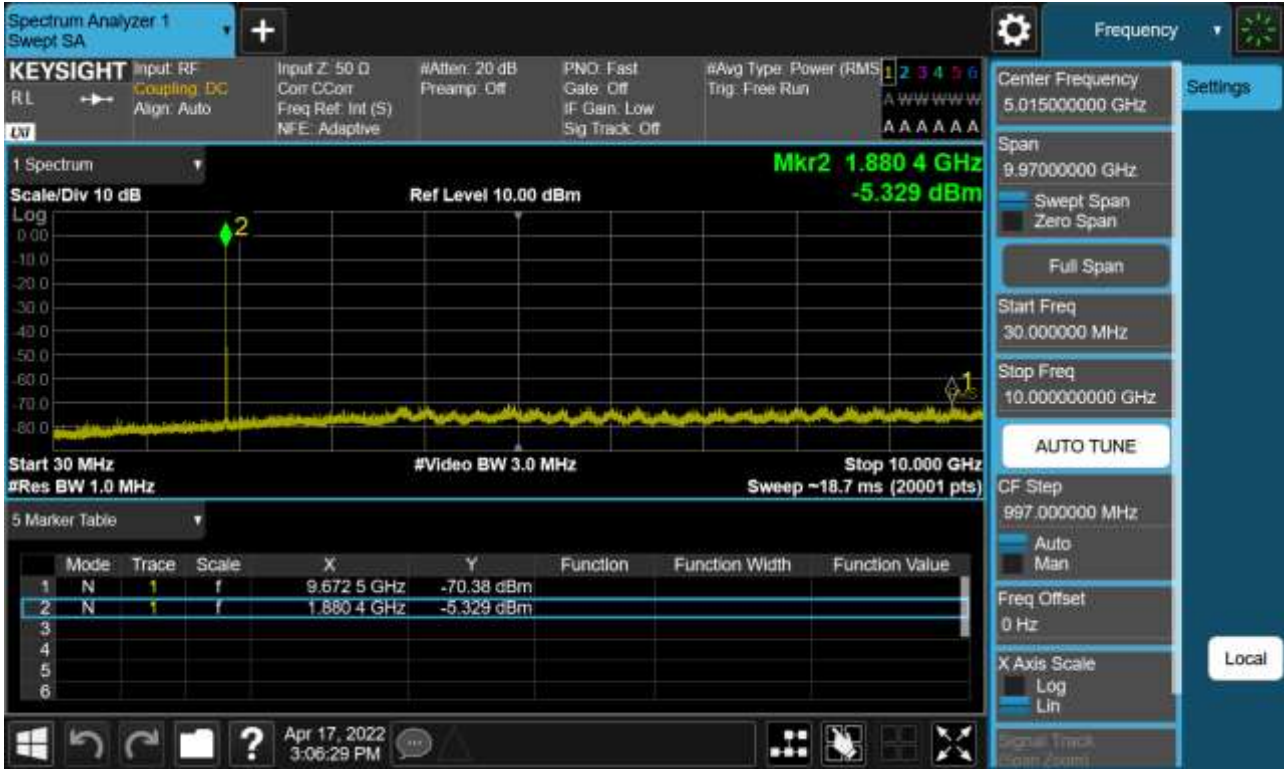 Spectrum Analyzer 1
Swept SA
+
Frequency
KEYSIGHT
RL
LXI
Input: RF
Coupling: DC
Align: Auto
Input Z: 50 Ω
Corr CCorr
Freq Ref: Int (S)
NFE: Adaptive
#Atten: 20 dB
Preamp: Off
PNO: Fast
Gate: Off
IF Gain: Low
Sig Track: Off
#Avg Type: Power (RMS
Trig: Free Run
1 2 3 4 5 6
A W W W W W
A A A A A A
1 Spectrum
Scale/Div 10 dB
Ref Level 10.00 dBm
Mkr2 1.880 4 GHz
-5.329 dBm
Log
0.00
-10.0
-20.0
-30.0
-40.0
-50.0
-60.0
-70.0
-80.0
2
1
Start 30 MHz
#Video BW 3.0 MHz
Stop 10.000 GHz
#Res BW 1.0 MHz
Sweep ~18.7 ms (20001 pts)
5 Marker Table
Mode Trace Scale X Y Function Function Width Function Value
1 N 1 f 9.672 5 GHz -70.38 dBm
2 N 1 f 1.880 4 GHz -5.329 dBm
3
4
5
6
Center Frequency
5.015000000 GHz
Settings
Span
9.97000000 GHz
Swept Span
Zero Span
Full Span
Start Freq
30.000000 MHz
Stop Freq
10.000000000 GHz
AUTO TUNE
CF Step
997.000000 MHz
Auto
Man
Freq Offset
0 Hz
X Axis Scale
Log
Lin
Local
Signal Track
(Span Zoom)
?
Apr 17, 2022
3:06:29 PM